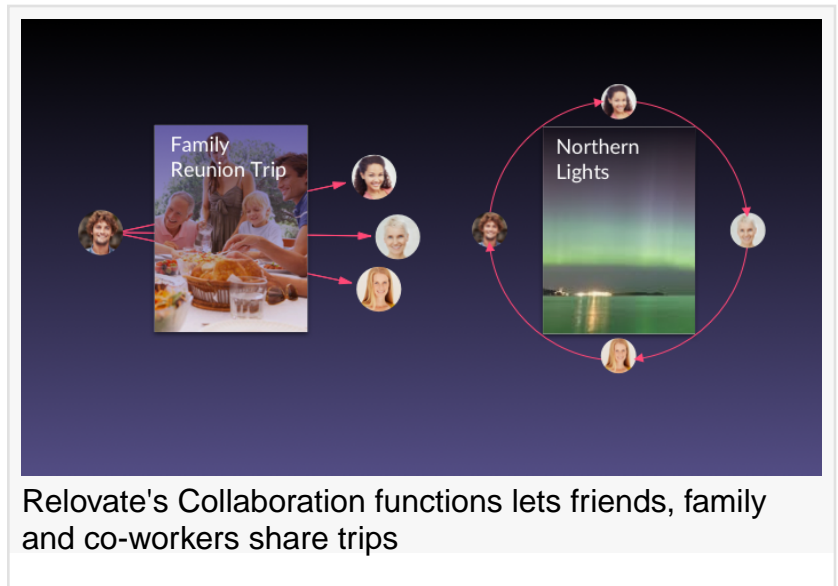 Family
Reunion Trip
Northern
Lights
Relovate's Collaboration functions lets friends, family
and co-workers share trips